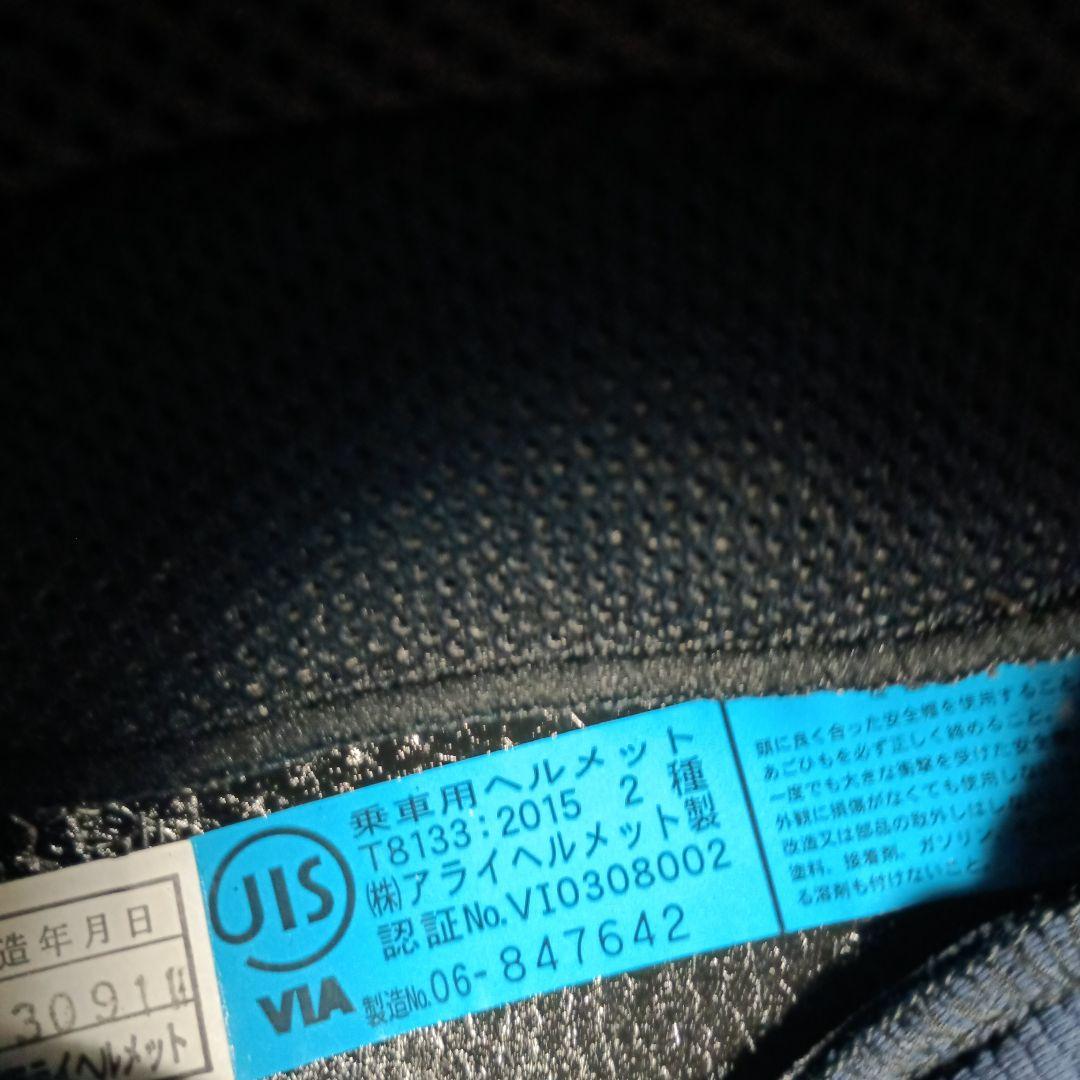 造年月日
3091
アライヘルメット
JIS
VIA
乗車用ヘルメット
T8133:2015 2種
㈱アライヘルメット製
認証No.VI0308002
製造No.06-847642
頭に良く合った安全帽を使用すること
あごひもを必ず正しく締めること。
一度でも大きな衝撃を受けた安全
外観に損傷がなくても使用しな
改造又は部品の取外しはしな
塗料、接着剤、ガソリン
る溶剤も付けないこと